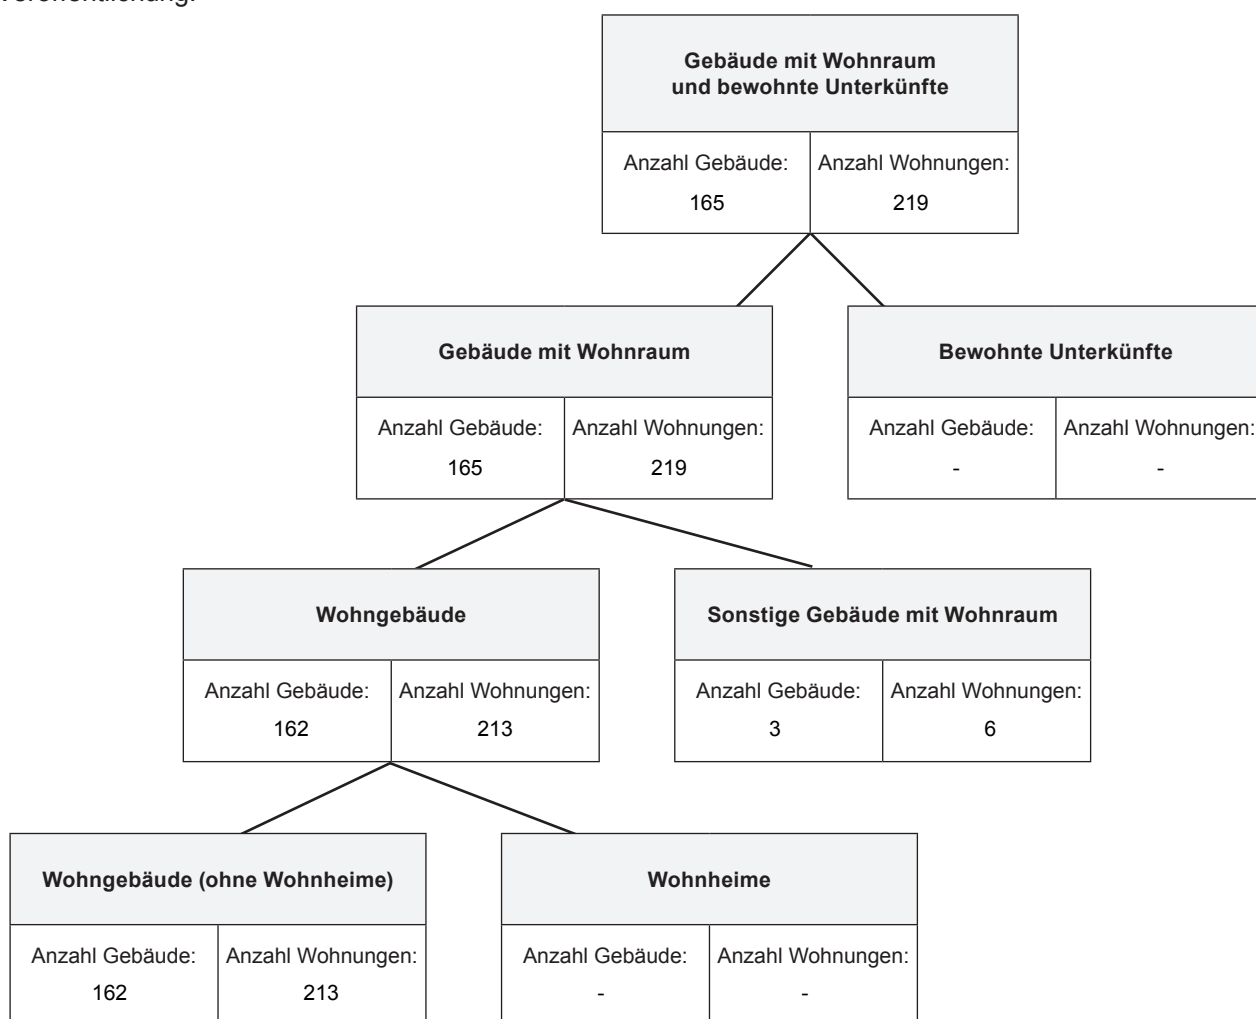 Veröffentlichung.
Gebäude mit Wohnraum
und bewohnte Unterkünfte
Anzahl Gebäude: Anzahl Wohnungen:
165 219
Gebäude mit Wohnraum
Bewohnte Unterkünfte
Anzahl Gebäude: Anzahl Wohnungen:
165 219
Anzahl Gebäude: Anzahl Wohnungen:
- -
Wohngebäude
Sonstige Gebäude mit Wohnraum
Anzahl Gebäude: Anzahl Wohnungen:
162 213
Anzahl Gebäude: Anzahl Wohnungen:
3 6
Wohngebäude (ohne Wohnheime)
Wohnheime
Anzahl Gebäude: Anzahl Wohnungen:
162 213
Anzahl Gebäude: Anzahl Wohnungen:
- -